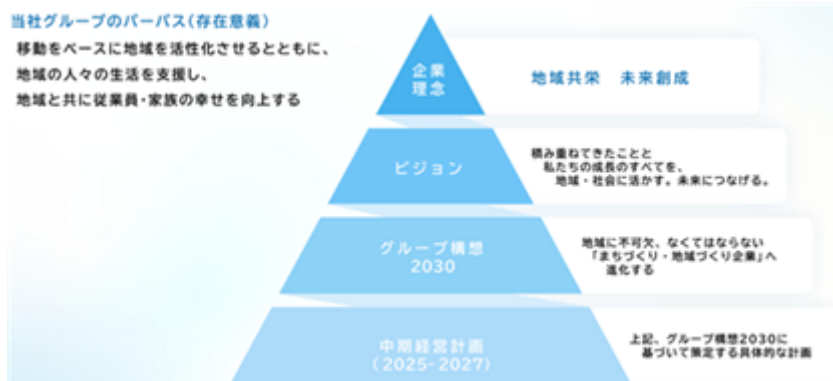 当社グループのパーパス(存在意義)
移動をベースに地域を活性化させるとともに、
地域の人々の生活を支援し、
地域と共に従業員・家族の幸せを向上する
企業
理念
地域共栄　未来創成
ビジョン
積み重ねてきたことと
私たちの成長のすべてを、
地域・社会に活かす。未来につなげる。
グループ構想
2030
地域に不可欠、なくてはならない
「まちづくり・地域づくり企業」へ
進化する
中期経営計画
(2025-2027)
上記、グループ構想2030に
基づいて策定する具体的な計画